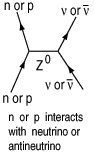 n or p
ν or ν̅
Z⁰
n or p
ν or ν̅
n or p interacts
with neutrino or
antineutrino